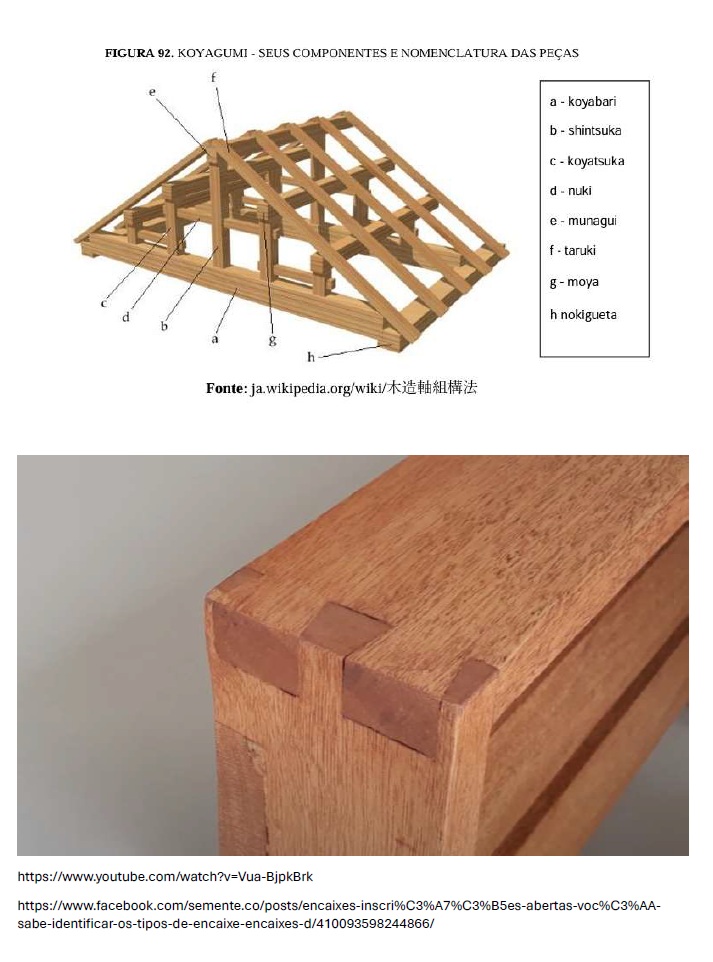 FIGURA 92. KOYAGUMI - SEUS COMPONENTES E NOMENCLATURA DAS PEÇAS
f
e
c
d
b
a
g
h
a - koyabari
b - shintsuka
c - koyatsuka
d - nuki
e - munagui
f - taruki
g - moya
h nokigueta
Fonte: ja.wikipedia.org/wiki/木造軸組構法
https://www.youtube.com/watch?v=Vua-BjpkBrk
https://www.facebook.com/semente.co/posts/encaixes-inscri%C3%A7%C3%B5es-abertas-voc%C3%AA-
sabe-identificar-os-tipos-de-encaixe-encaixes-d/410093598244866/